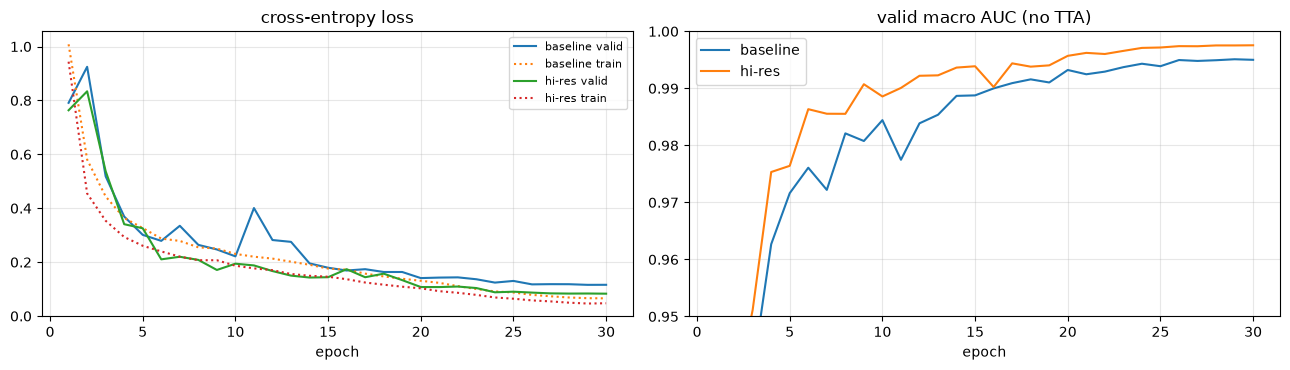 cross-entropy loss
1.0
0.8
0.6
0.4
0.2
0.0
baseline valid
baseline train
hi-res valid
hi-res train
0 5 10 15 20 25 30
epoch
valid macro AUC (no TTA)
1.00
0.99
0.98
0.97
0.96
0.95
baseline
hi-res
0 5 10 15 20 25 30
epoch